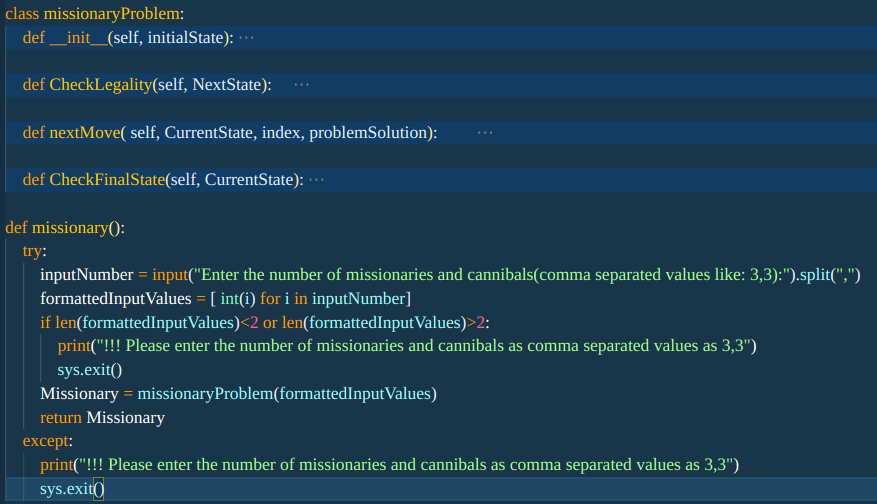 class missionaryProblem:
def __init__(self, initialState): ···
def CheckLegality(self, NextState): ···
def nextMove( self, CurrentState, index, problemSolution): ···
def CheckFinalState(self, CurrentState): ···
def missionary():
try:
inputNumber = input("Enter the number of missionaries and cannibals(comma separated values like: 3,3):").split(",")
formattedInputValues = [ int(i) for i in inputNumber]
if len(formattedInputValues)<2 or len(formattedInputValues)>2:
print("!!! Please enter the number of missionaries and cannibals as comma separated values as 3,3")
sys.exit()
Missionary = missionaryProblem(formattedInputValues)
return Missionary
except:
print("!!! Please enter the number of missionaries and cannibals as comma separated values as 3,3")
sys.exit()